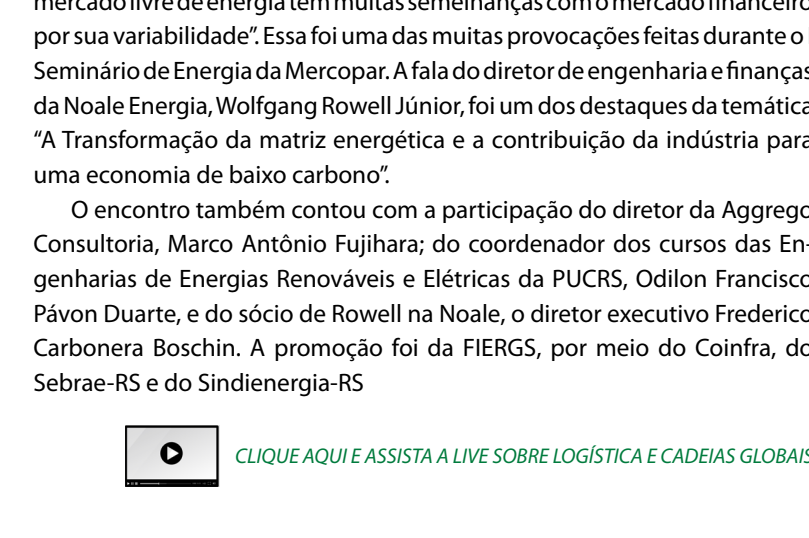 mercado livre de energia tem muitas semelhanças com o mercado financeiro
por sua variabilidade”. Essa foi uma das muitas provocações feitas durante o
Seminário de Energia da Mercopar. A fala do diretor de engenharia e finanças
da Noale Energia, Wolfgang Rowell Júnior, foi um dos destaques da temática
“A Transformação da matriz energética e a contribuição da indústria para
uma economia de baixo carbono”.
O encontro também contou com a participação do diretor da Aggrego
Consultoria, Marco Antônio Fujihara; do coordenador dos cursos das En-
genharias de Energias Renováveis e Elétricas da PUCRS, Odilon Francisco
Pávon Duarte, e do sócio de Rowell na Noale, o diretor executivo Frederico
Carbonera Boschin. A promoção foi da FIERGS, por meio do Coinfra, do
Sebrae-RS e do Sindienergia-RS
CLIQUE AQUI E ASSISTA A LIVE SOBRE LOGÍSTICA E CADEIAS GLOBAIS